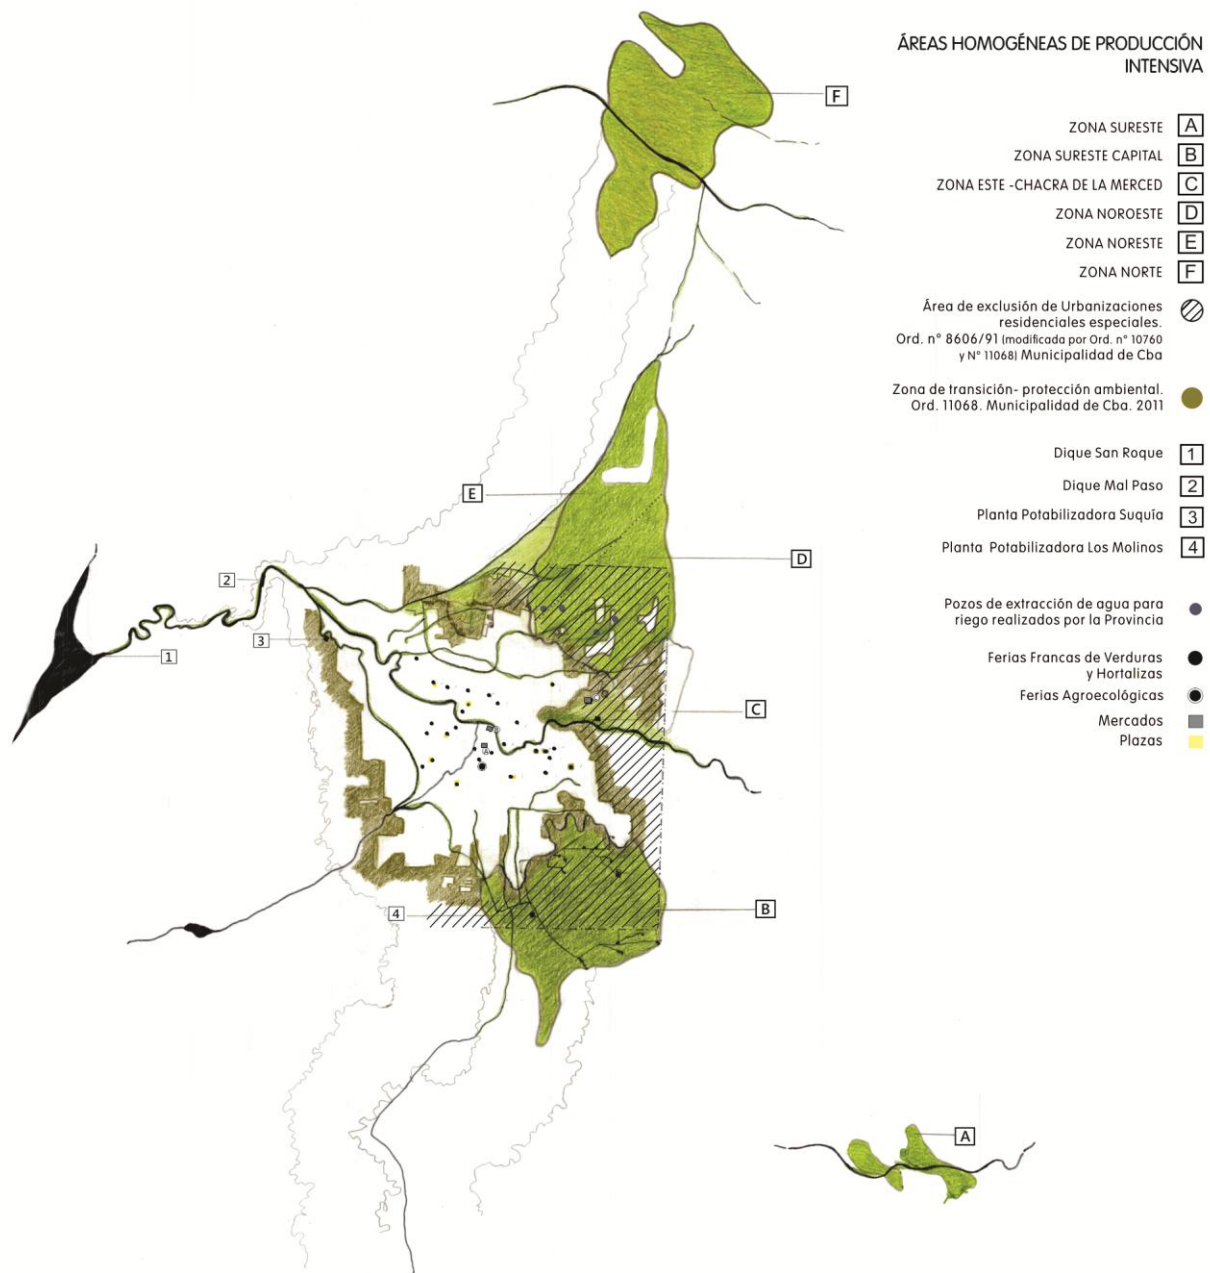 ÁREAS HOMOGÉNEAS DE PRODUCCIÓN
INTENSIVA
ZONA SURESTE A
ZONA SURESTE CAPITAL B
ZONA ESTE -CHACRA DE LA MERCED C
ZONA NOROESTE D
ZONA NORESTE E
ZONA NORTE F
Área de exclusión de Urbanizaciones
residenciales especiales.
Ord. n° 8606/91 (modificada por Ord. n° 10760
y N° 11068) Municipalidad de Cba
Zona de transición- protección ambiental.
Ord. 11068. Municipalidad de Cba. 2011
Dique San Roque 1
Dique Mal Paso 2
Planta Potabilizadora Suquía 3
Planta Potabilizadora Los Molinos 4
Pozos de extracción de agua para
riego realizados por la Provincia
Ferias Francas de Verduras
y Hortalizas
Ferias Agroecológicas
Mercados
Plazas
F
E
D
2
3
1
C
B
4
A